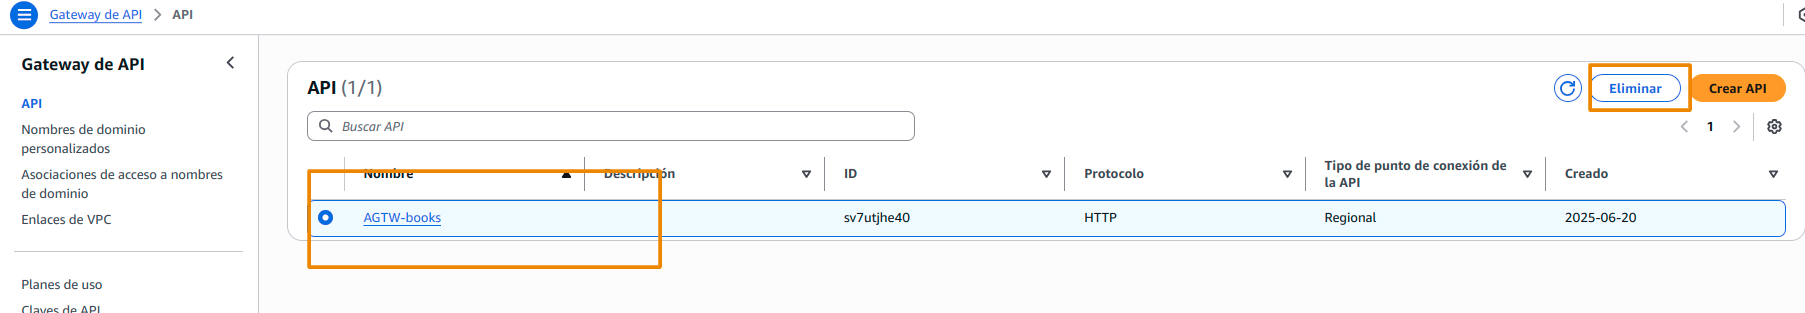 Gateway de API > API
Gateway de API
API
Nombres de dominio
personalizados
Asociaciones de acceso a nombres
de dominio
Enlaces de VPC
Planes de uso
Claves de API
API (1/1)
Eliminar
Crear API
Buscar API
1
Nombre
Descripción
ID
Protocolo
Tipo de punto de conexión de
la API
Creado
AGTW-books
sv7utjhe40
HTTP
Regional
2025-06-20